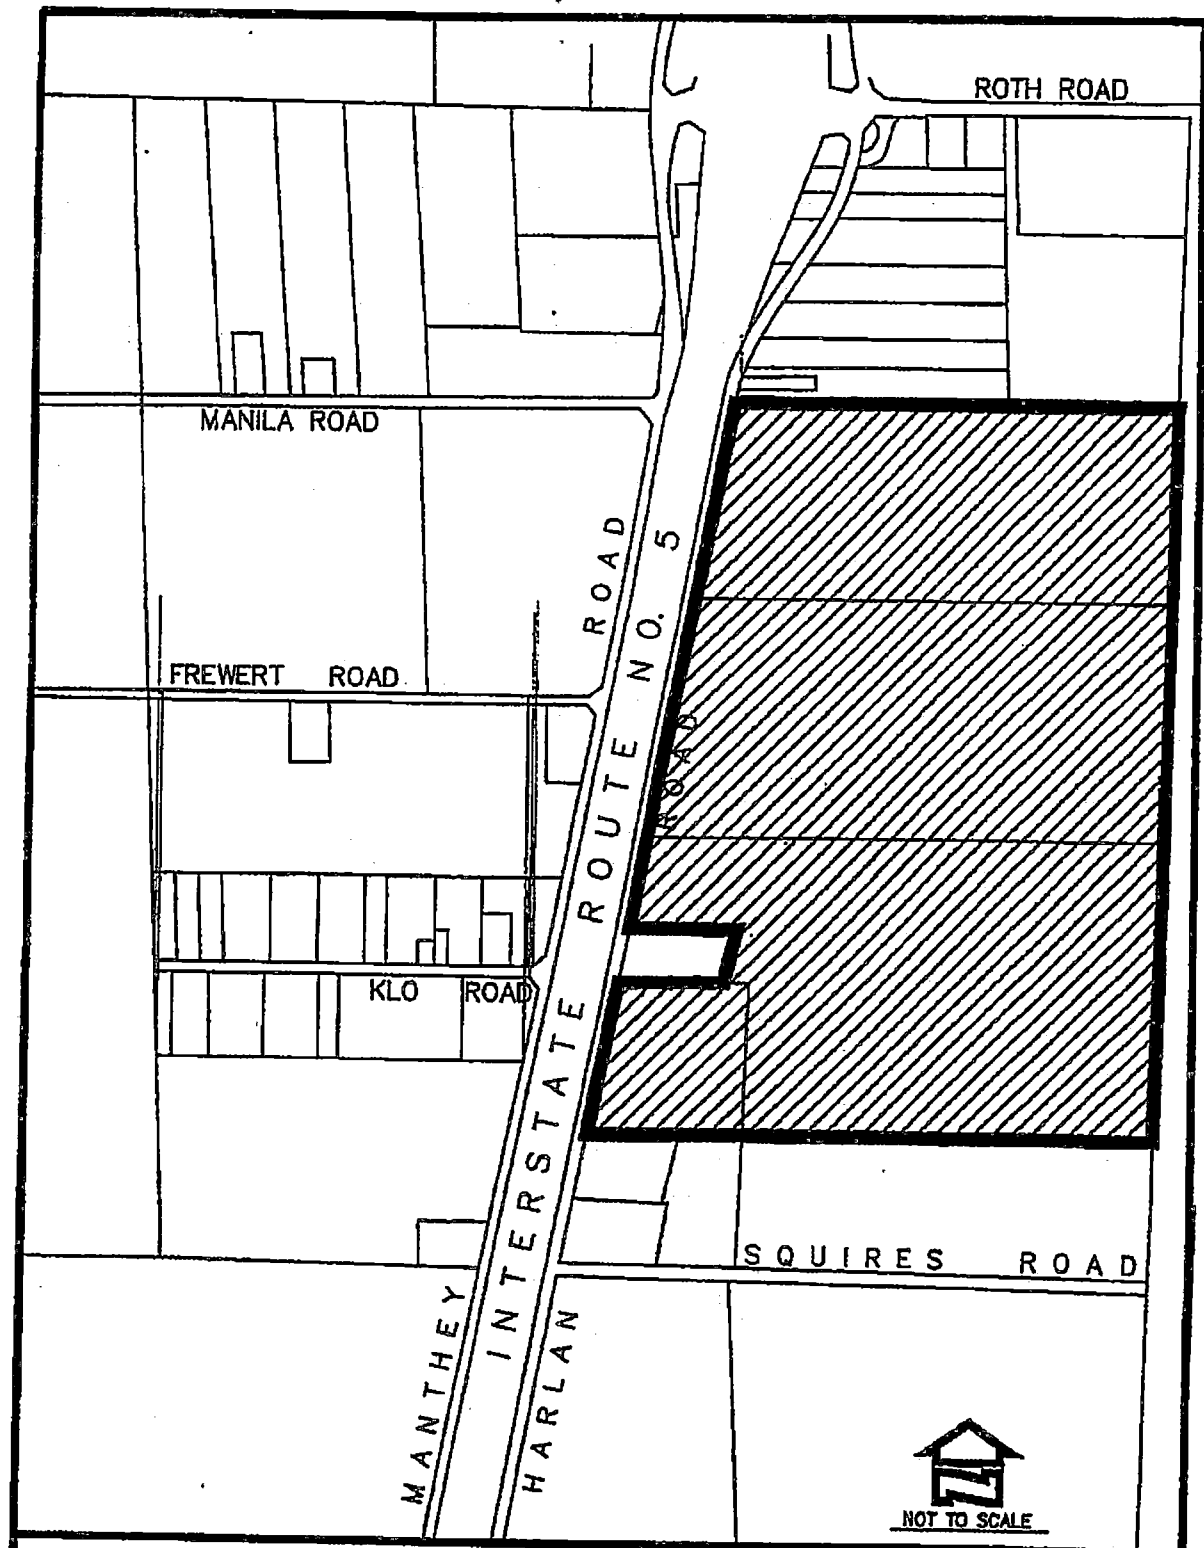 ROTH ROAD
MANILA ROAD
ROAD
INTERSTATE ROUTE NO. 5
FREWERT ROAD
ROAD
KLO ROAD
SQUIRES ROAD
MANTHEY
HARLAN
N
NOT TO SCALE